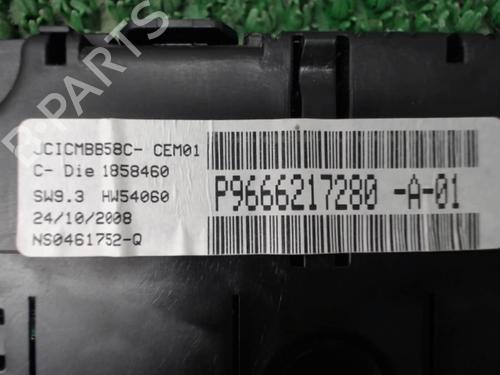 B-PARTS
JCICMBB58C- CEM01
C- Die 1858460
SW9.3 HW54060
24/10/2008
NS0461752-Q
P9666217280 -A-01